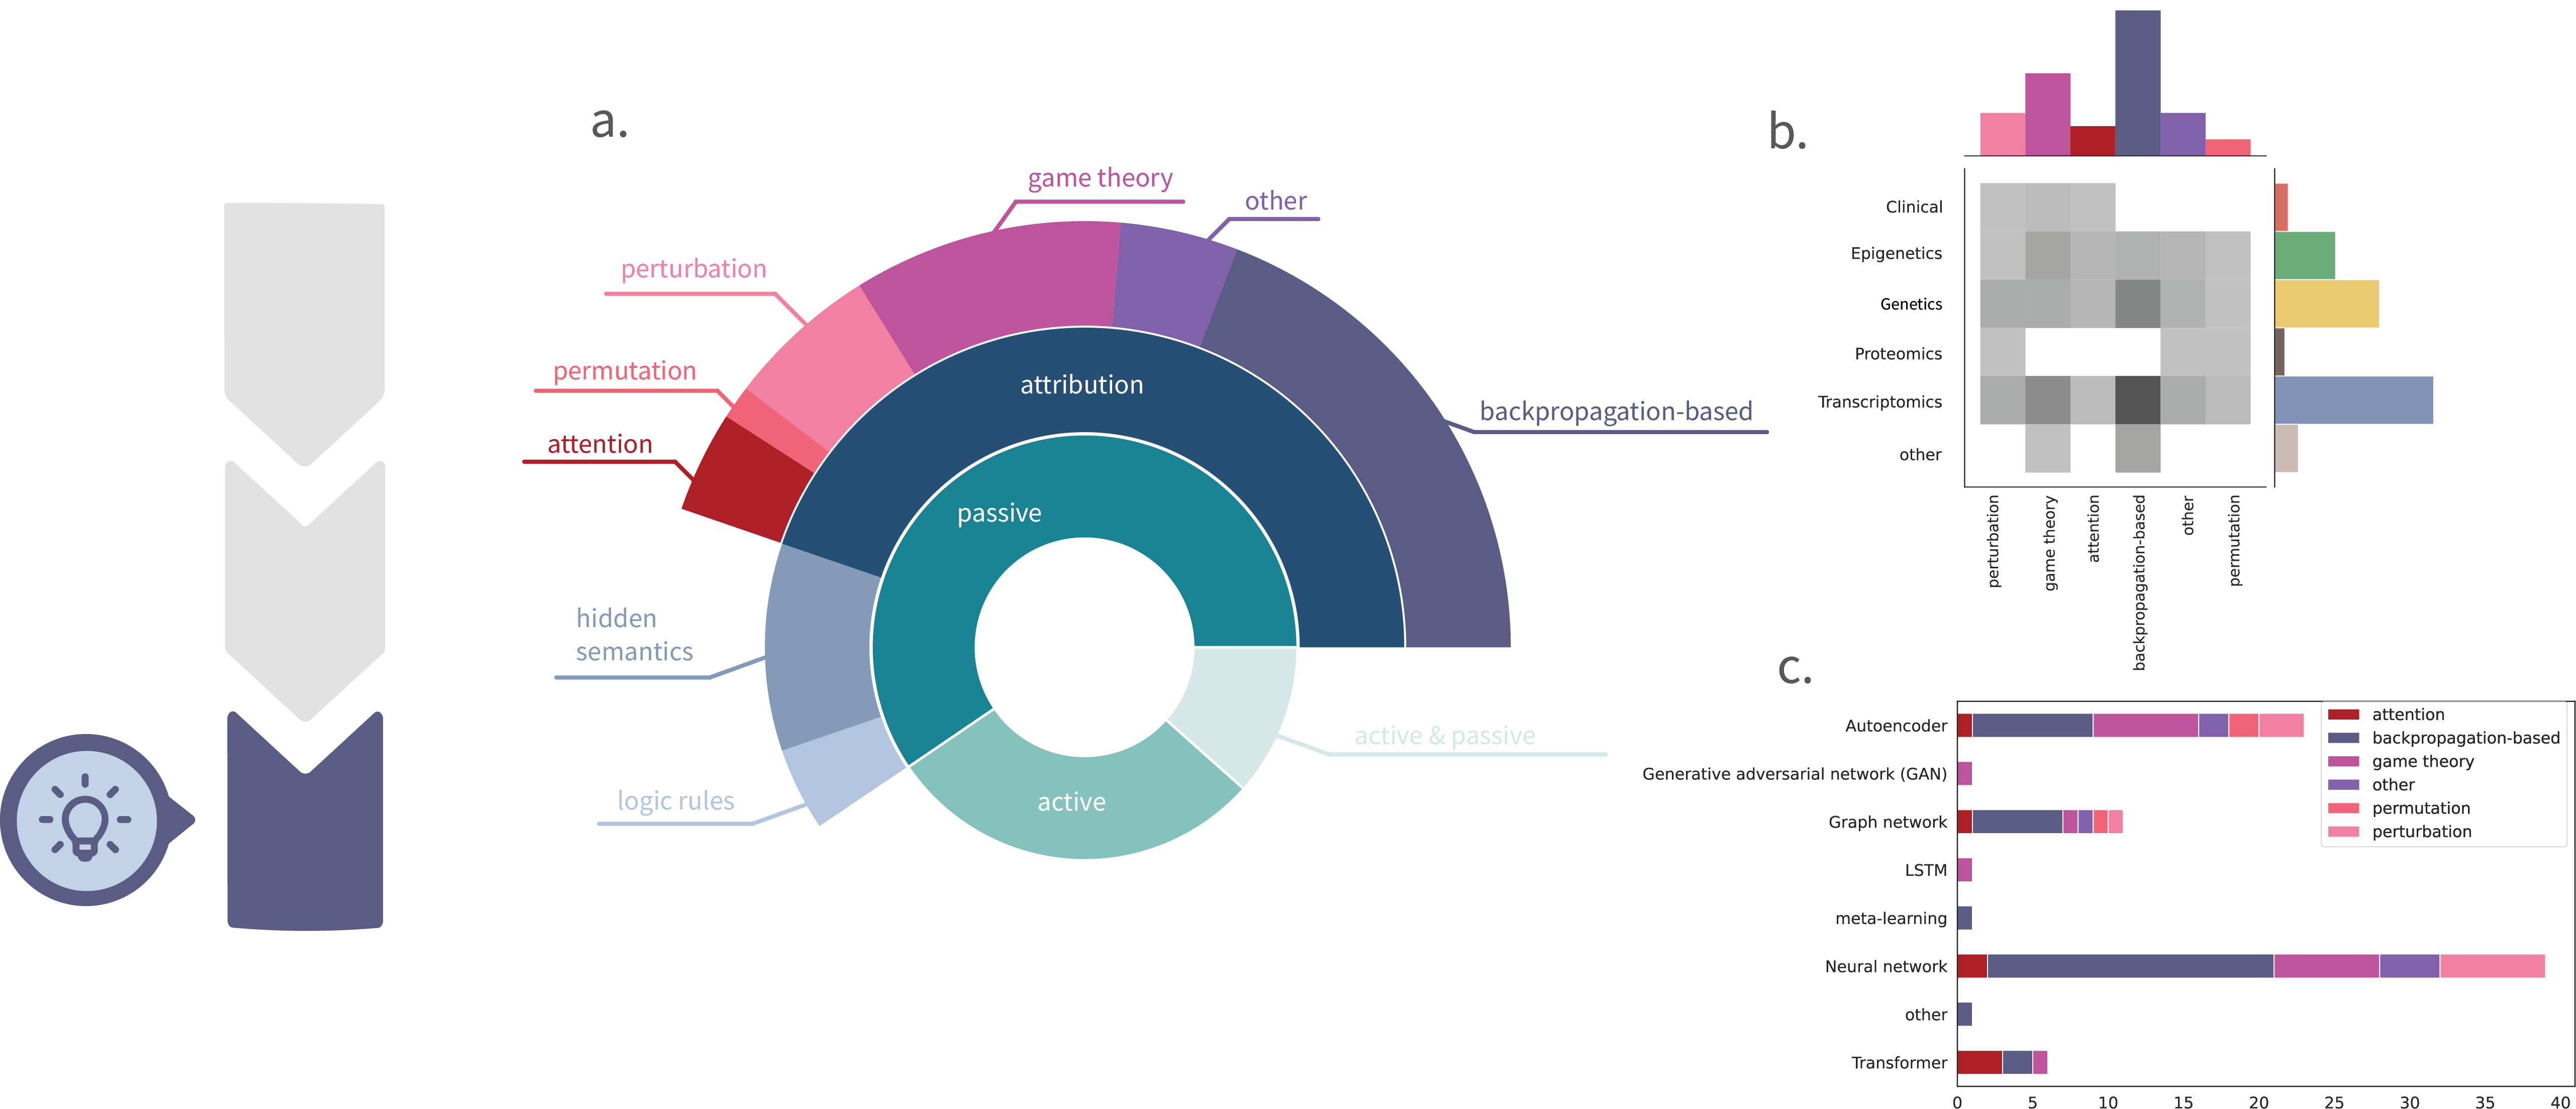 a.
game theory
other
perturbation
permutation
attribution
attention
backpropagation-based
passive
hidden
semantics
active & passive
logic rules
active
b.
Clinical
Epigenetics
Genetics
Proteomics
Transcriptomics
other
perturbation
game theory
attention
backpropagation-based
other
permutation
c.
Autoencoder
Generative adversarial network (GAN)
Graph network
LSTM
meta-learning
Neural network
other
Transformer
attention
backpropagation-based
game theory
other
permutation
perturbation
0 5 10 15 20 25 30 35 40